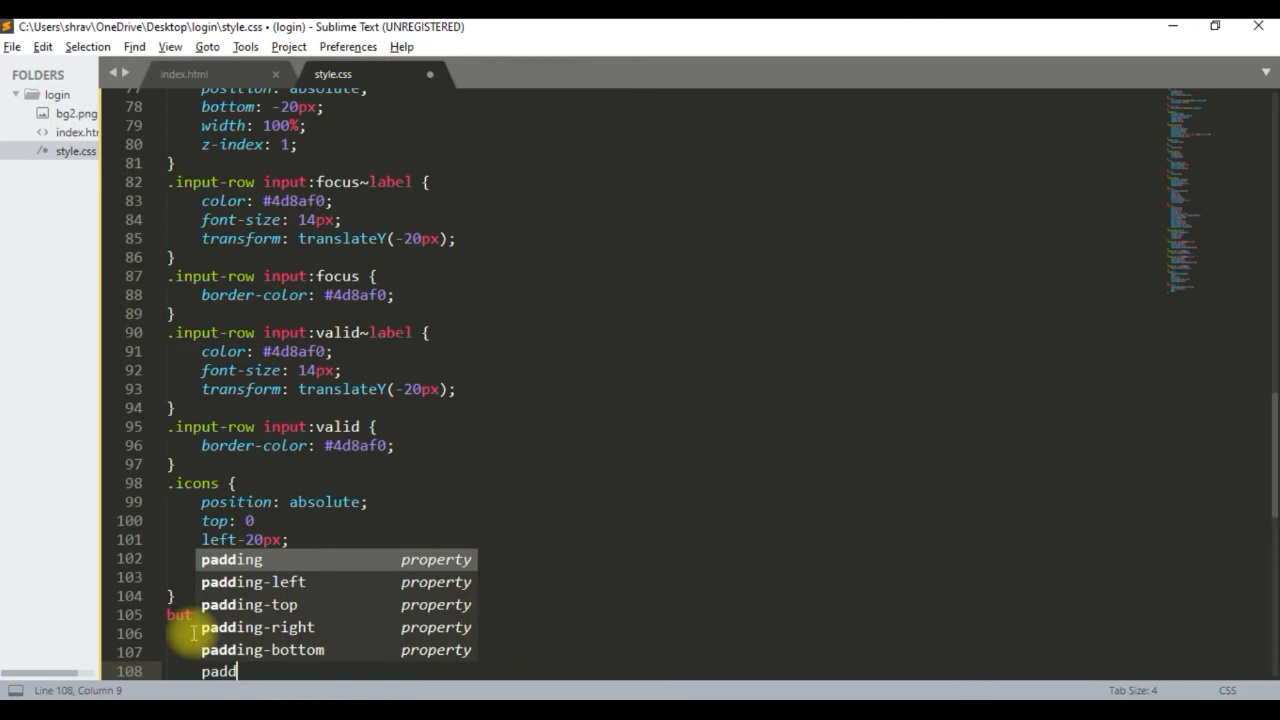 C:\Users\shrav\OneDrive\Desktop\login\style.css • (login) - Sublime Text (UNREGISTERED)
File Edit Selection Find View Goto Tools Project Preferences Help
FOLDERS
login
bg2.png
index.htm
style.css
index.html
style.css
77 position: absolute;
78 bottom: -20px;
79 width: 100%;
80 z-index: 1;
81 }
82 .input-row input:focus~label {
83 color: #4d8af0;
84 font-size: 14px;
85 transform: translateY(-20px);
86 }
87 .input-row input:focus {
88 border-color: #4d8af0;
89 }
90 .input-row input:valid~label {
91 color: #4d8af0;
92 font-size: 14px;
93 transform: translateY(-20px);
94 }
95 .input-row input:valid {
96 border-color: #4d8af0;
97 }
98 .icons {
99 position: absolute;
100 top: 0
101 left-20px;
102
103
104 }
105 but
106
107
108 padd
padding property
padding-left property
padding-top property
padding-right property
padding-bottom property
Line 108, Column 9
Tab Size: 4
CSS